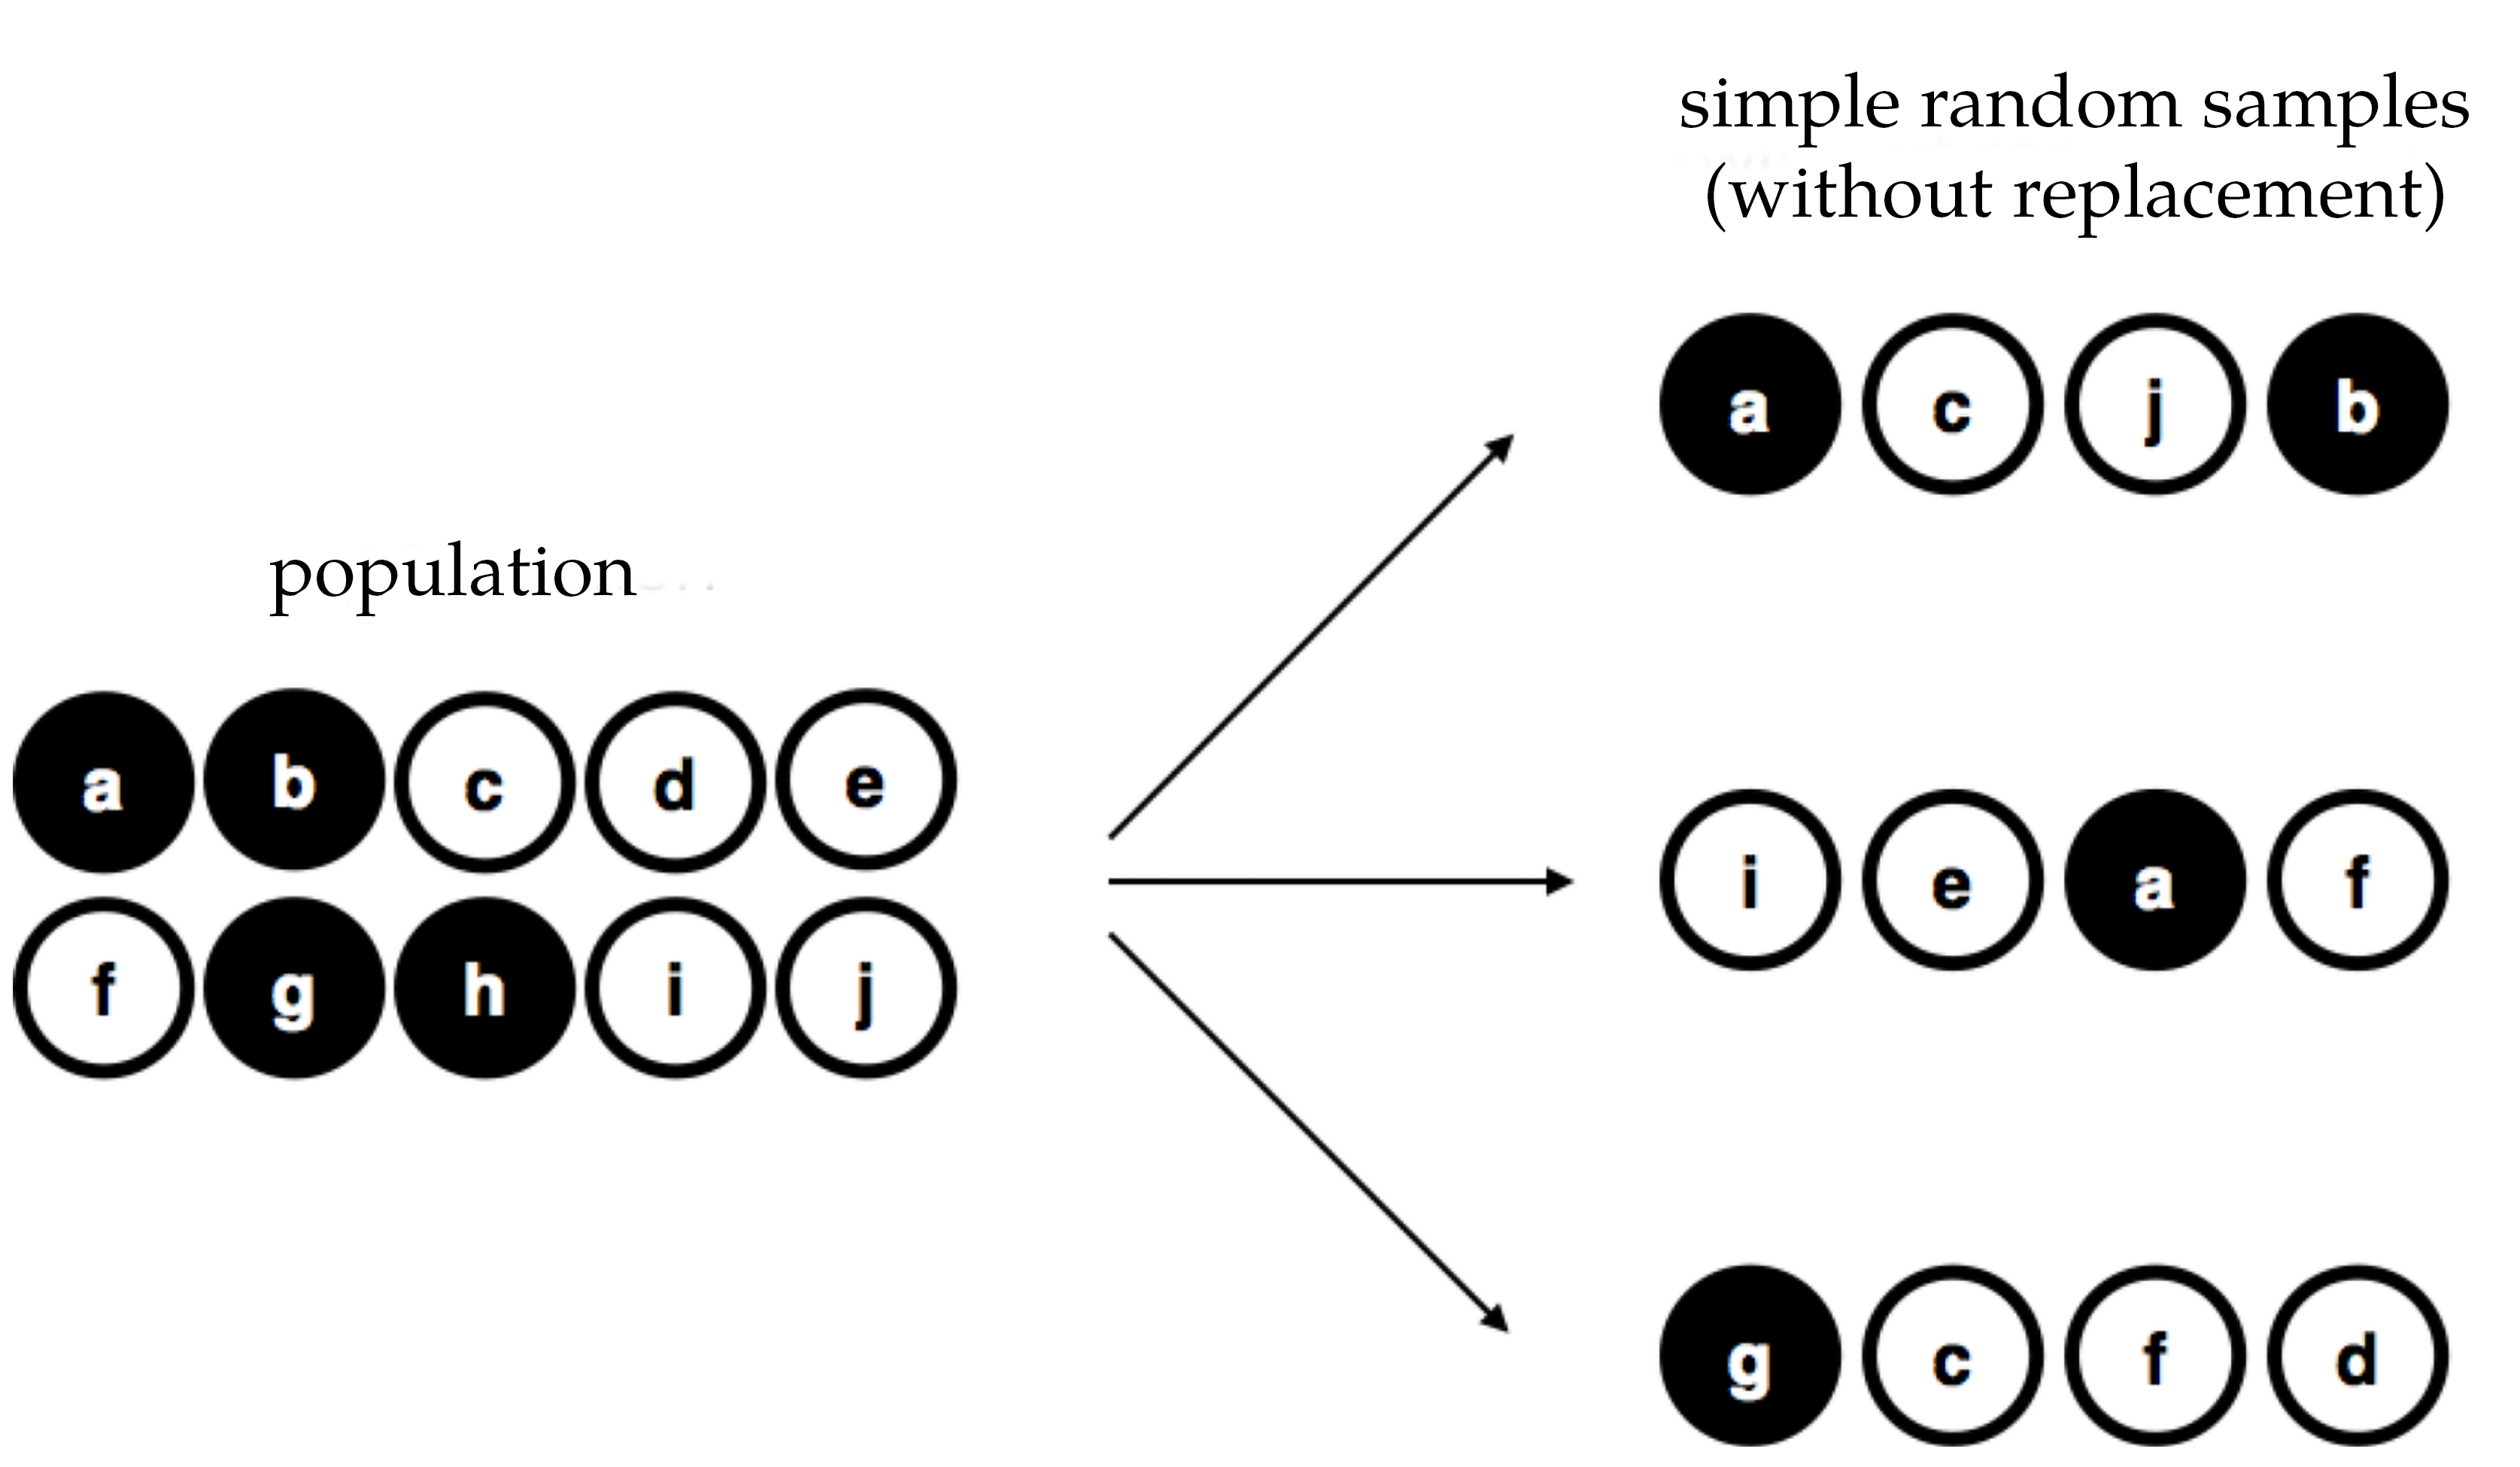 simple random samples
(without replacement)
a c j b
population
a b c d e
i e a f
f g h i j
g c f d